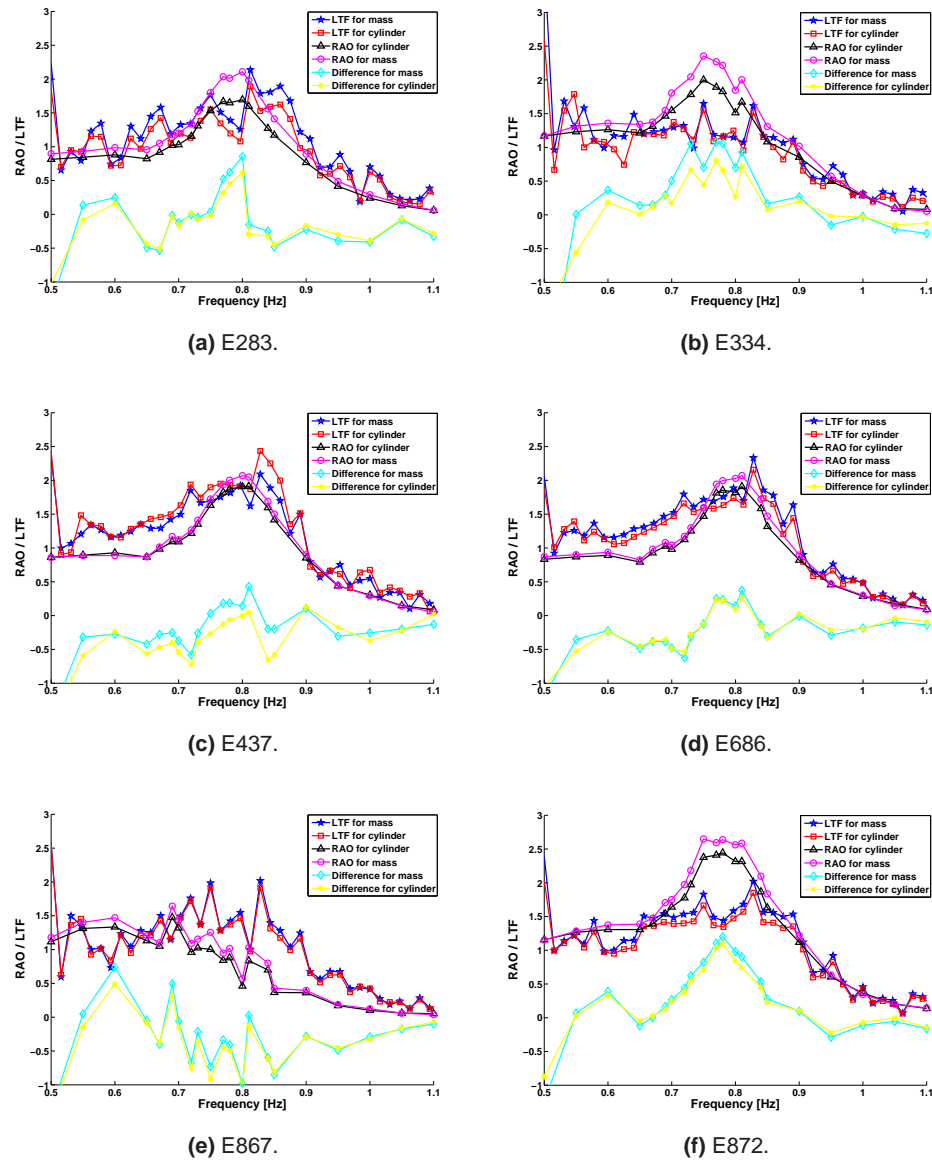 LTF for mass
LTF for cylinder
RAO for cylinder
RAO for mass
Difference for mass
Difference for cylinder
3
2.5
2
1.5
1
0.5
0
−0.5
−1
RAO / LTF
0.5 0.6 0.7 0.8 0.9 1 1.1
Frequency [Hz]
(a) E283.
LTF for mass
LTF for cylinder
RAO for cylinder
RAO for mass
Difference for mass
Difference for cylinder
3
2.5
2
1.5
1
0.5
0
−0.5
−1
RAO / LTF
0.5 0.6 0.7 0.8 0.9 1 1.1
Frequency [Hz]
(b) E334.
LTF for mass
LTF for cylinder
RAO for cylinder
RAO for mass
Difference for mass
Difference for cylinder
3
2.5
2
1.5
1
0.5
0
−0.5
−1
RAO / LTF
0.5 0.6 0.7 0.8 0.9 1 1.1
Frequency [Hz]
(c) E437.
LTF for mass
LTF for cylinder
RAO for cylinder
RAO for mass
Difference for mass
Difference for cylinder
3
2.5
2
1.5
1
0.5
0
−0.5
−1
RAO / LTF
0.5 0.6 0.7 0.8 0.9 1 1.1
Frequency [Hz]
(d) E686.
LTF for mass
LTF for cylinder
RAO for cylinder
RAO for mass
Difference for mass
Difference for cylinder
3
2.5
2
1.5
1
0.5
0
−0.5
−1
RAO / LTF
0.5 0.6 0.7 0.8 0.9 1 1.1
Frequency [Hz]
(e) E867.
LTF for mass
LTF for cylinder
RAO for cylinder
RAO for mass
Difference for mass
Difference for cylinder
3
2.5
2
1.5
1
0.5
0
−0.5
−1
RAO / LTF
0.5 0.6 0.7 0.8 0.9 1 1.1
Frequency [Hz]
(f) E872.